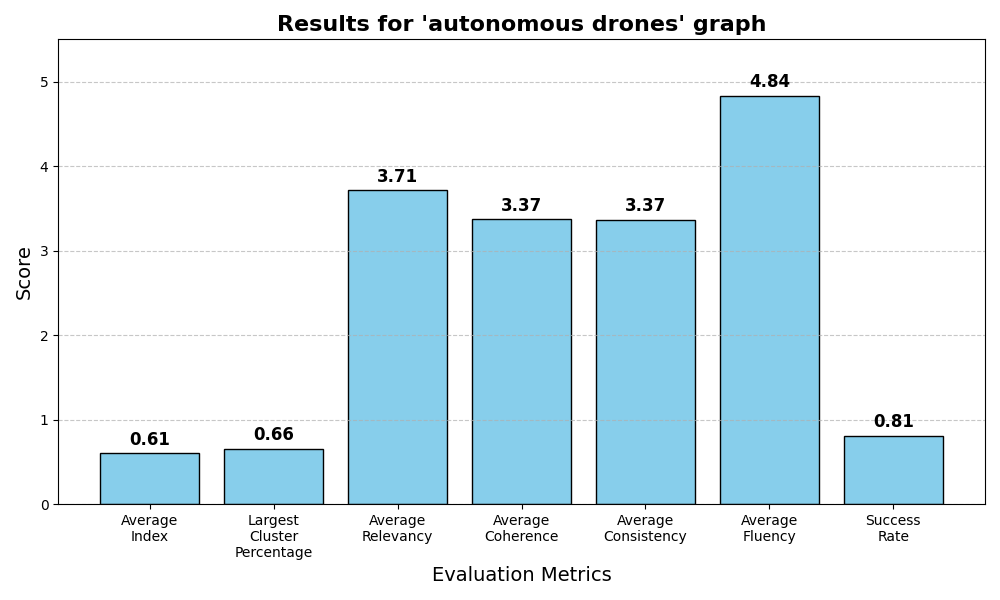 Results for 'autonomous drones' graph
Score
5
4
3
2
1
0
0.61
0.66
3.71
3.37
3.37
4.84
0.81
Average
Index
Largest
Cluster
Percentage
Average
Relevancy
Average
Coherence
Average
Consistency
Average
Fluency
Success
Rate
Evaluation Metrics